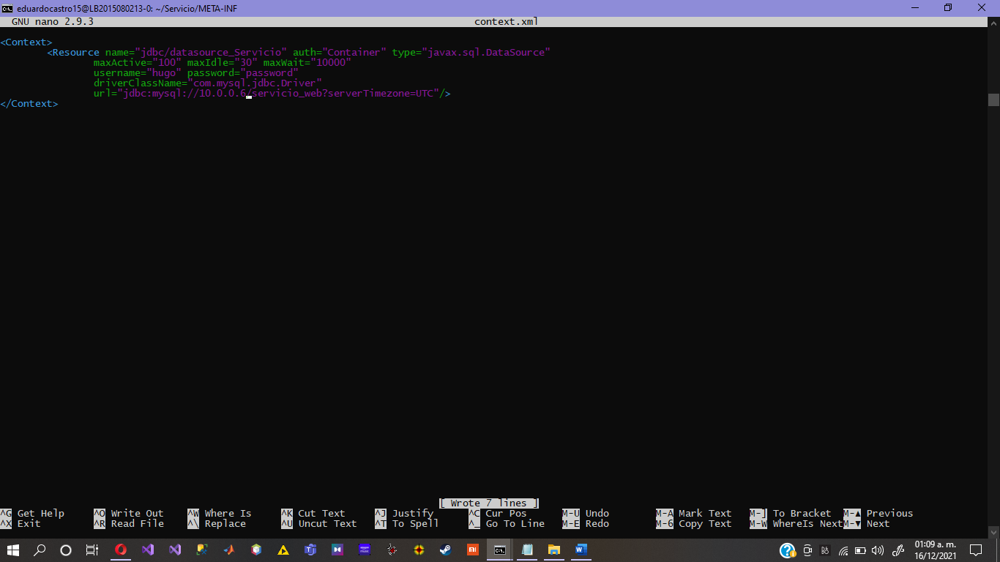 eduardocastro15@LB2015080213-0: ~/Servicio/META-INF
GNU nano 2.9.3 context.xml
<Context>
<Resource name="jdbc/datasource_Servicio" auth="Container" type="javax.sql.DataSource"
maxActive="100" maxIdle="30" maxWait="10000"
username="hugo" password="password"
driverClassName="com.mysql.jdbc.Driver"
url="jdbc:mysql://10.0.0.6/servicio_web?serverTimezone=UTC"/>
</Context>
[ Wrote 7 lines ]
^G Get Help ^O Write Out ^W Where Is ^K Cut Text ^J Justify ^C Cur Pos M-U Undo M-A Mark Text M-] To Bracket M-▲ Previous
^X Exit ^R Read File ^\ Replace ^U Uncut Text ^T To Spell ^_ Go To Line M-E Redo M-6 Copy Text M-W WhereIs Next M-▼ Next
01:09 a. m.
16/12/2021